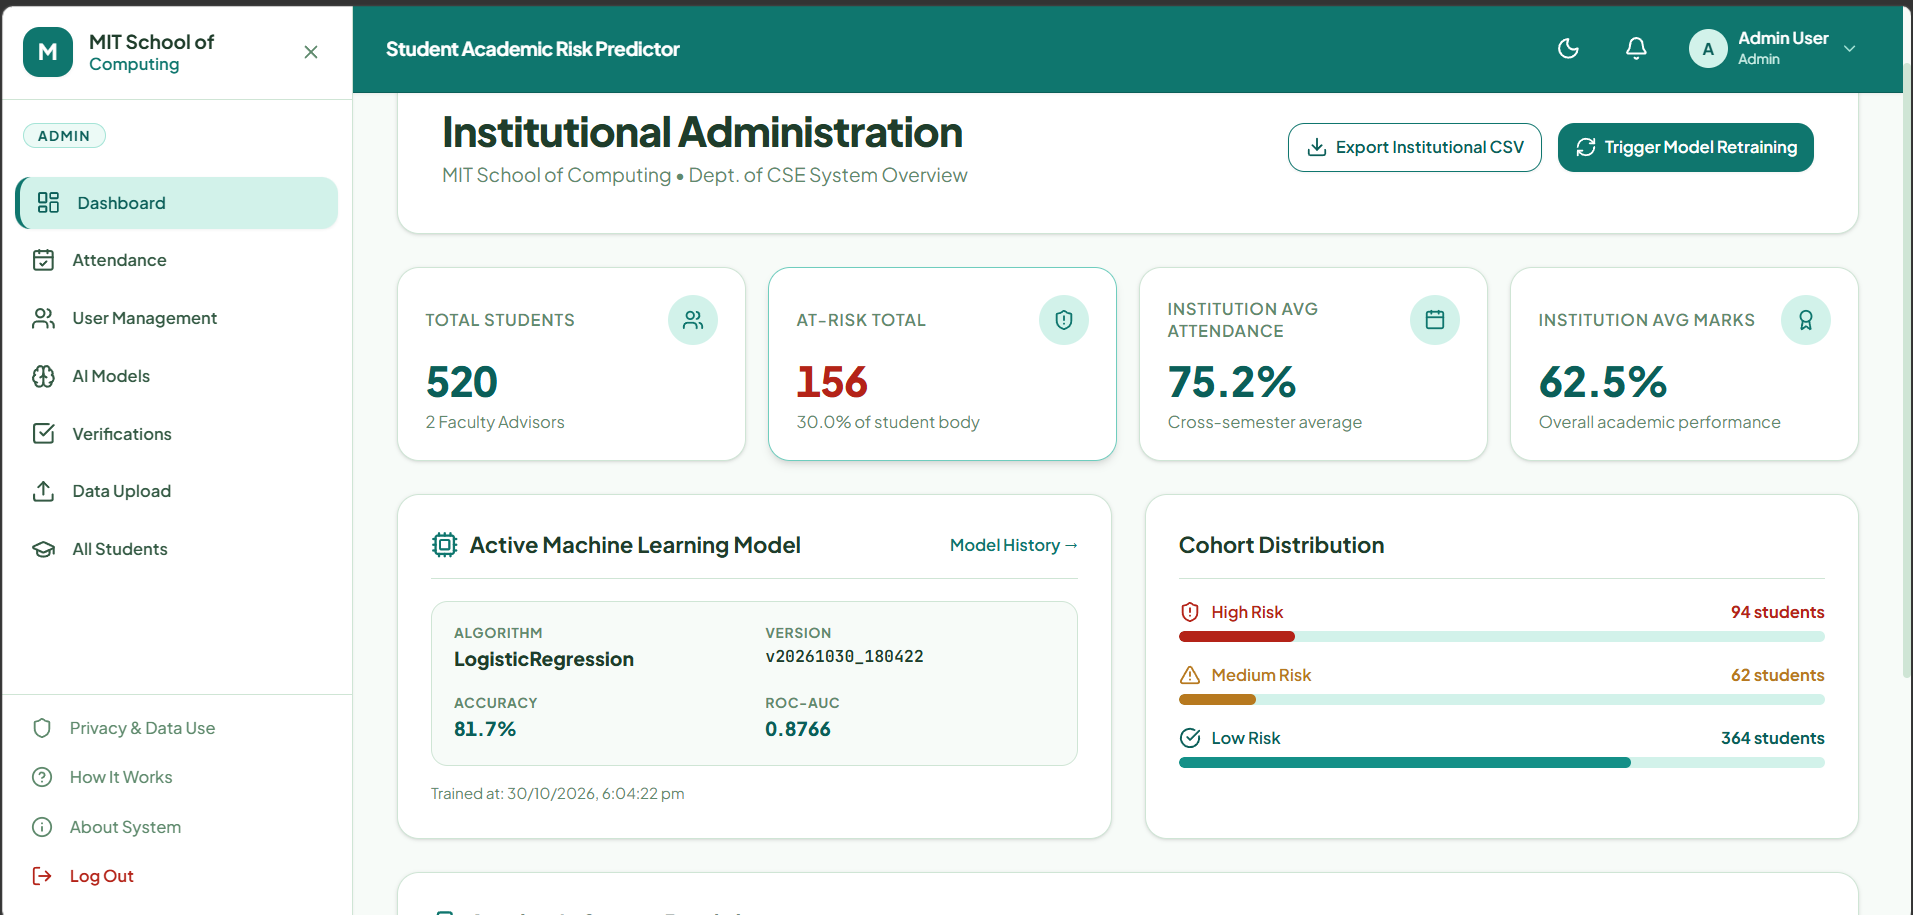 M
MIT School of
Computing
ADMIN
Dashboard
Attendance
User Management
AI Models
Verifications
Data Upload
All Students
Privacy & Data Use
How It Works
About System
Log Out
Student Academic Risk Predictor
A
Admin User
Admin
Institutional Administration
MIT School of Computing • Dept. of CSE System Overview
Export Institutional CSV
Trigger Model Retraining
TOTAL STUDENTS
520
2 Faculty Advisors
AT-RISK TOTAL
156
30.0% of student body
INSTITUTION AVG
ATTENDANCE
75.2%
Cross-semester average
INSTITUTION AVG MARKS
62.5%
Overall academic performance
Active Machine Learning Model
Model History →
ALGORITHM
LogisticRegression
VERSION
v20261030_180422
ACCURACY
81.7%
ROC-AUC
0.8766
Trained at: 30/10/2026, 6:04:22 pm
Cohort Distribution
High Risk
94 students
Medium Risk
62 students
Low Risk
364 students